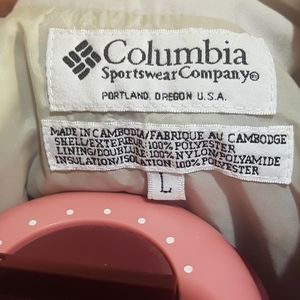 Columbia
Sportswear Company®
PORTLAND, OREGON U.S.A.
MADE IN CAMBODIA/FABRIQUE AU CAMBODGE
SHELL/EXTERIEUR: 100% POLYESTER
LINING/DOUBLURE: 100% NYLON/POLYAMIDE
INSULATION/ISOLATION: 100% POLYESTER
L